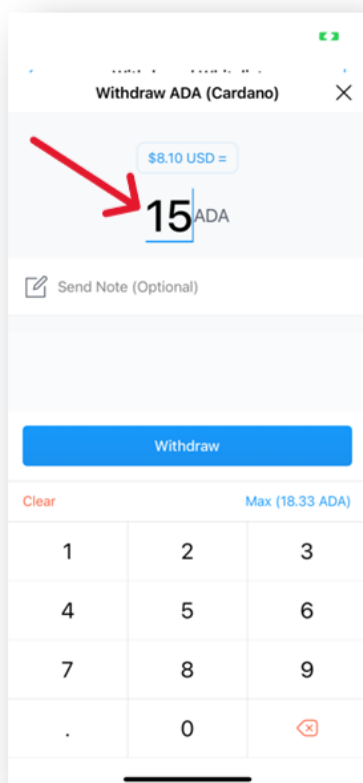 Withdraw ADA (Cardano)
$8.10 USD =
15 ADA
Send Note (Optional)
Withdraw
Clear Max (18.33 ADA)
1 2 3
4 5 6
7 8 9
. 0